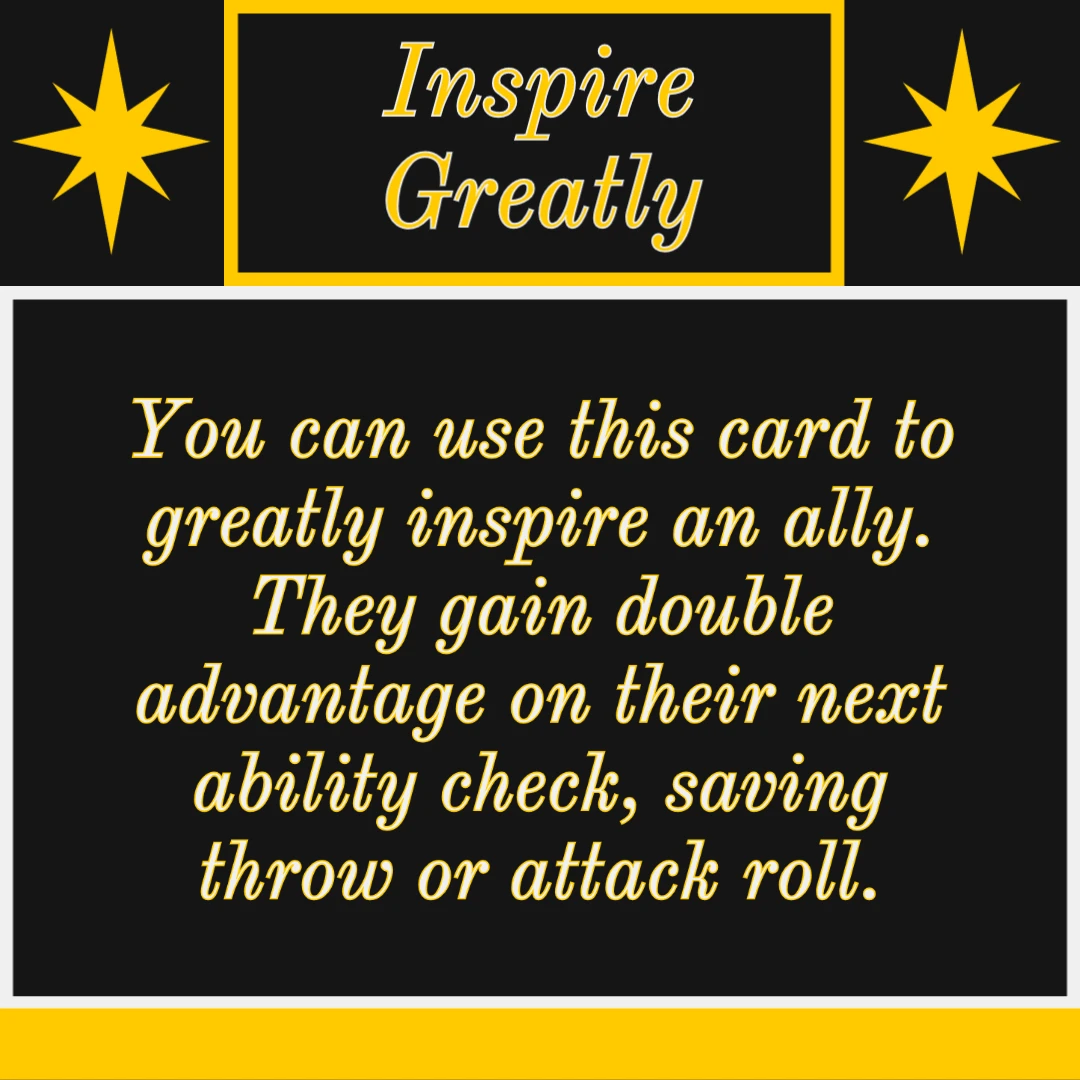 Inspire
Greatly
You can use this card to
greatly inspire an ally.
They gain double
advantage on their next
ability check, saving
throw or attack roll.